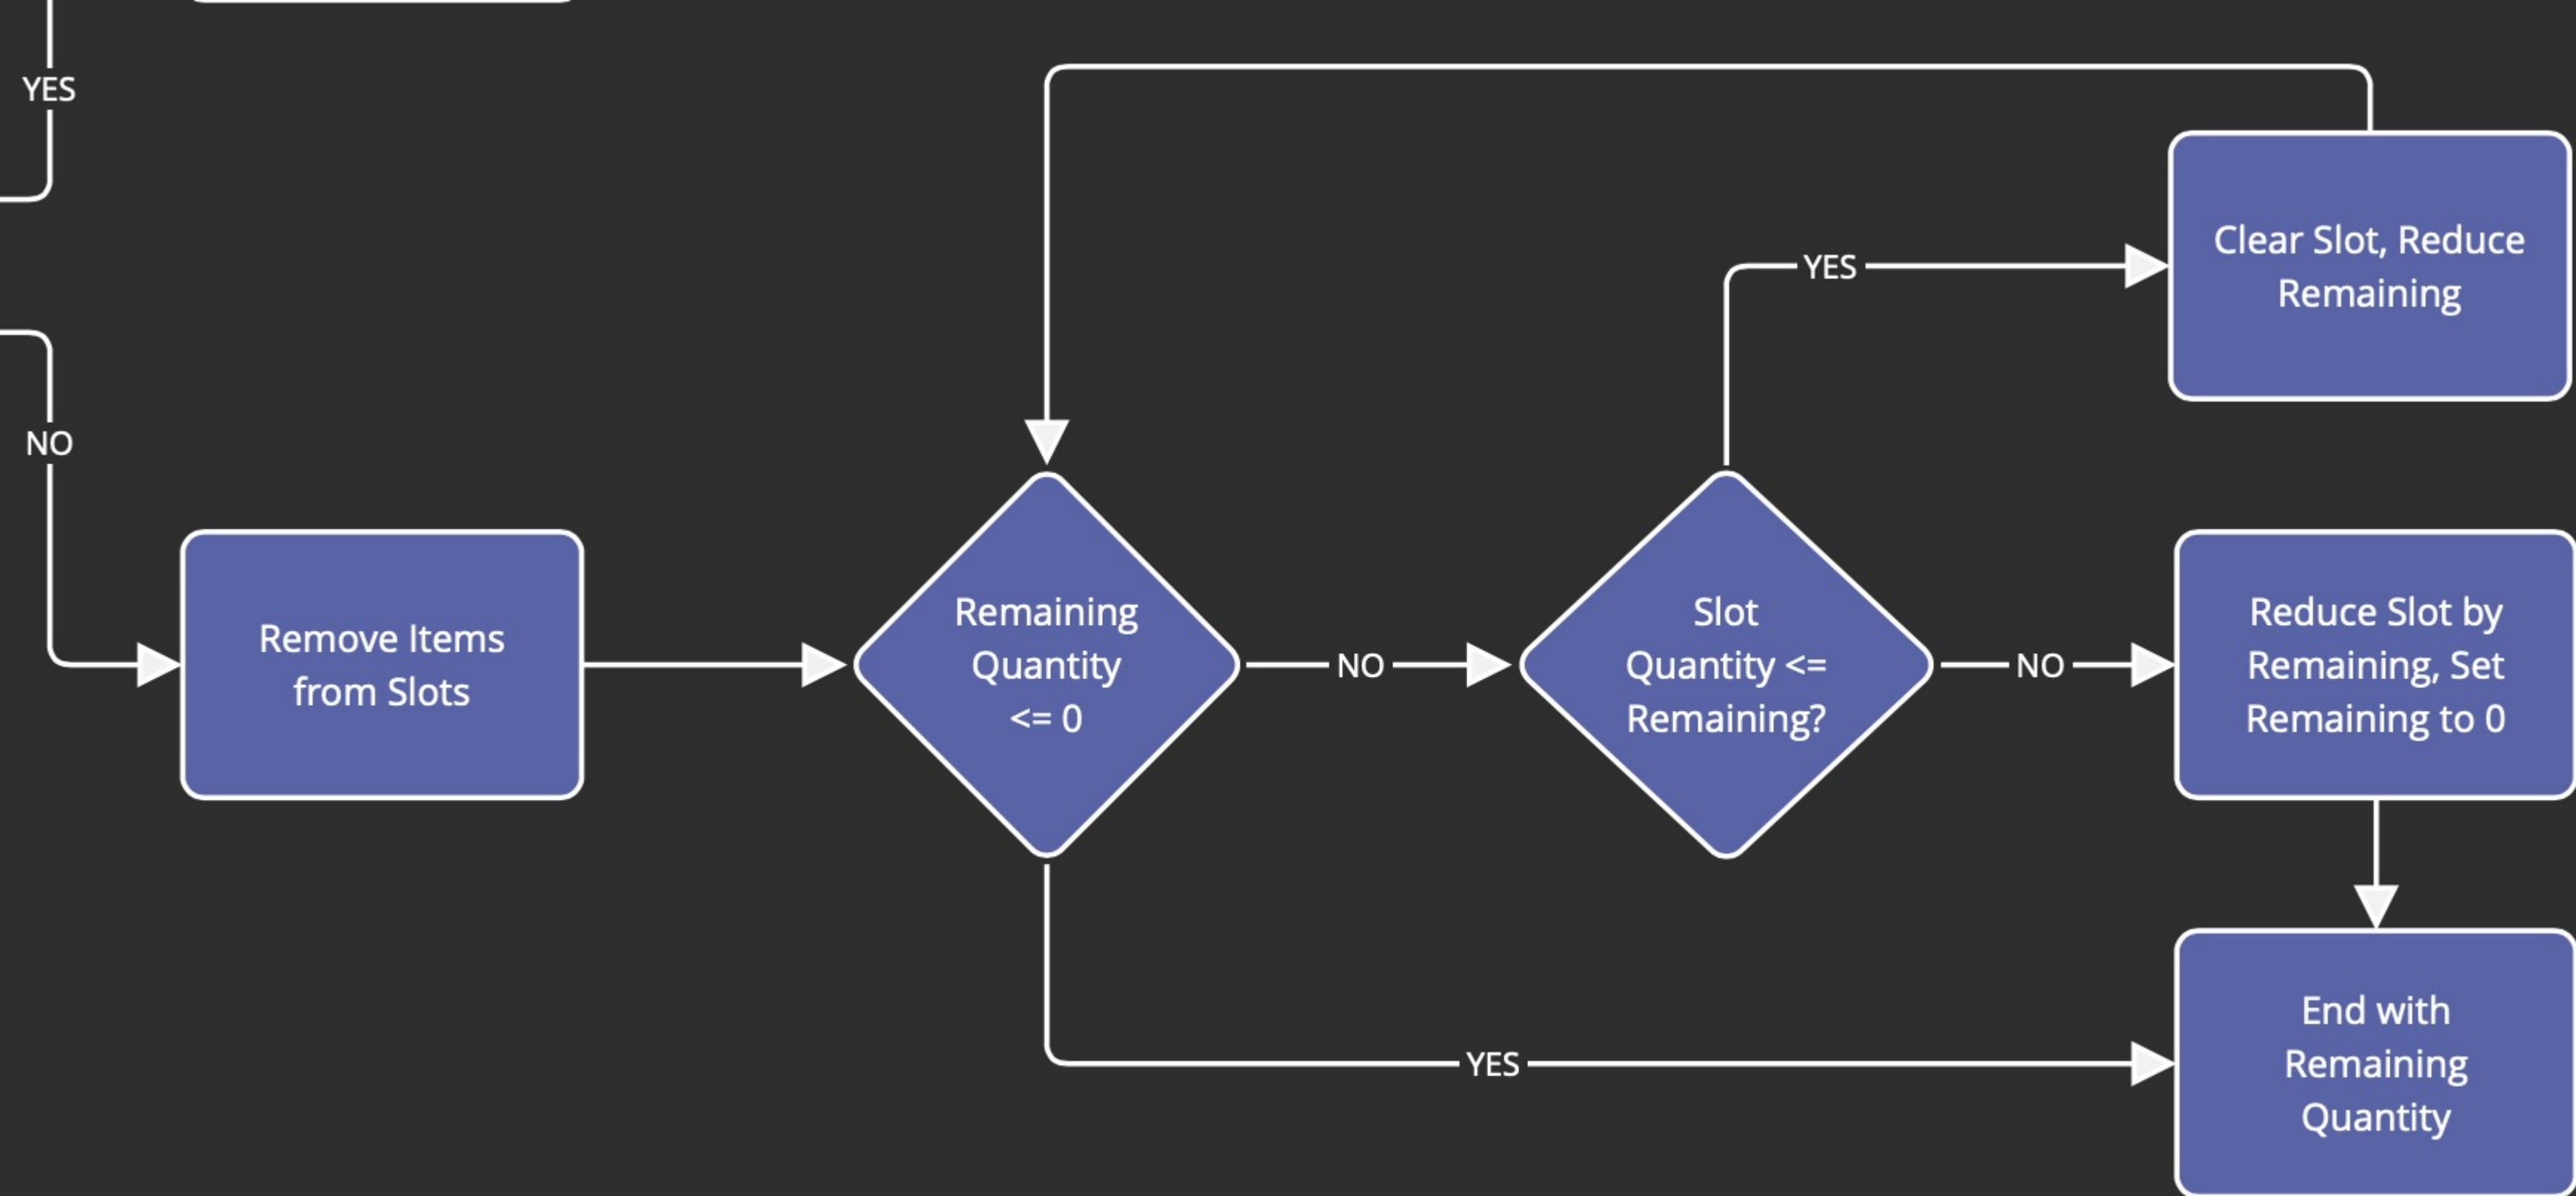 YES
Clear Slot, Reduce
Remaining
YES
NO
Remove Items
from Slots
Remaining
Quantity
<= 0
NO
Slot
Quantity <=
Remaining?
NO
Reduce Slot by
Remaining, Set
Remaining to 0
YES
End with
Remaining
Quantity